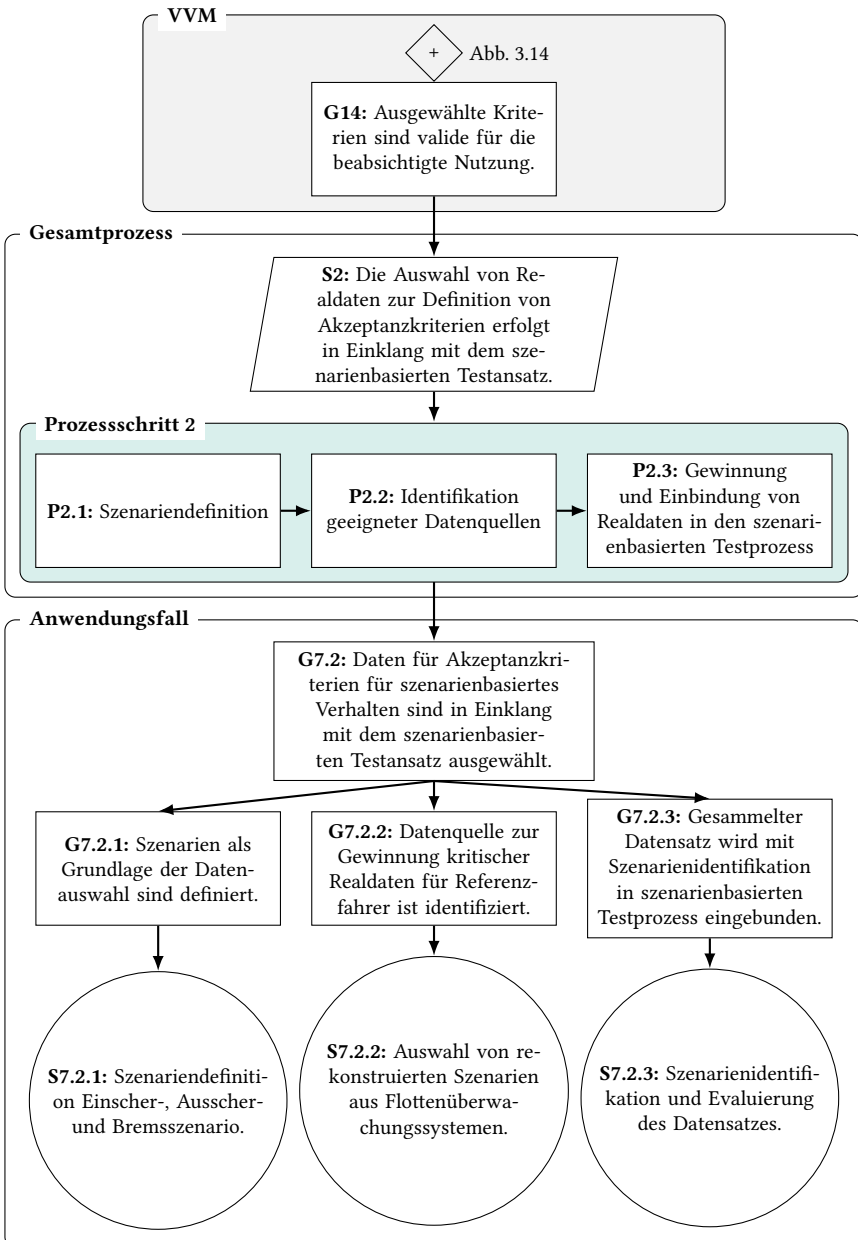 VVM
+
Abb. 3.14
G14: Ausgewählte Krite-
rien sind valide für die
beabsichtigte Nutzung.
Gesamtprozess
S2: Die Auswahl von Re-
aldaten zur Definition von
Akzeptanzkriterien erfolgt
in Einklang mit dem sze-
narienbasierten Testansatz.
Prozessschritt 2
P2.1: Szenariendefinition
P2.2: Identifikation
geeigneter Datenquellen
P2.3: Gewinnung
und Einbindung von
Realdaten in den szenari-
enbasierten Testprozess
Anwendungsfall
G7.2: Daten für Akzeptanzkri-
terien für szenarienbasiertes
Verhalten sind in Einklang
mit dem szenarienbasier-
ten Testansatz ausgewählt.
G7.2.1: Szenarien als
Grundlage der Daten-
auswahl sind definiert.
G7.2.2: Datenquelle zur
Gewinnung kritischer
Realdaten für Referenz-
fahrer ist identifiziert.
G7.2.3: Gesammelter
Datensatz wird mit
Szenarienidentifikation
in szenarienbasierten
Testprozess eingebunden.
S7.2.1: Szenariendefiniti-
on Einscher-, Ausscher-
und Bremsszenario.
S7.2.2: Auswahl von re-
konstruierten Szenarien
aus Flottenüberwa-
chungssystemen.
S7.2.3: Szenarienidentifi-
kation und Evaluierung
des Datensatzes.